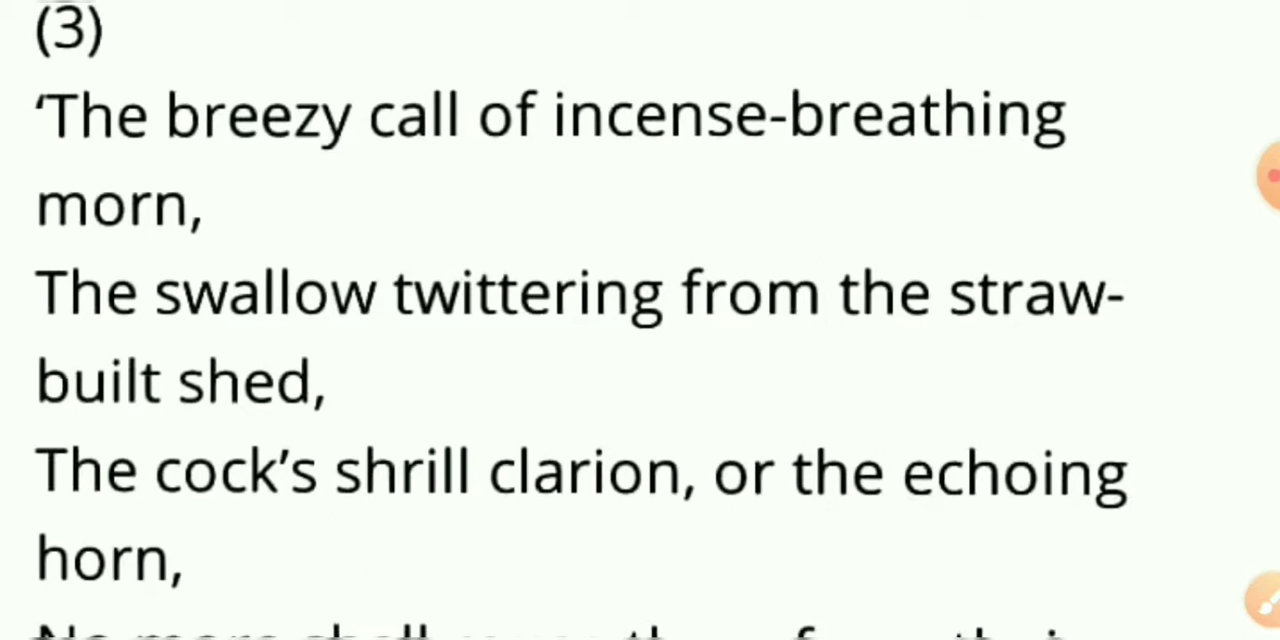 (3)
‘The breezy call of incense-breathing
morn,
The swallow twittering from the straw-
built shed,
The cock’s shrill clarion, or the echoing
horn,